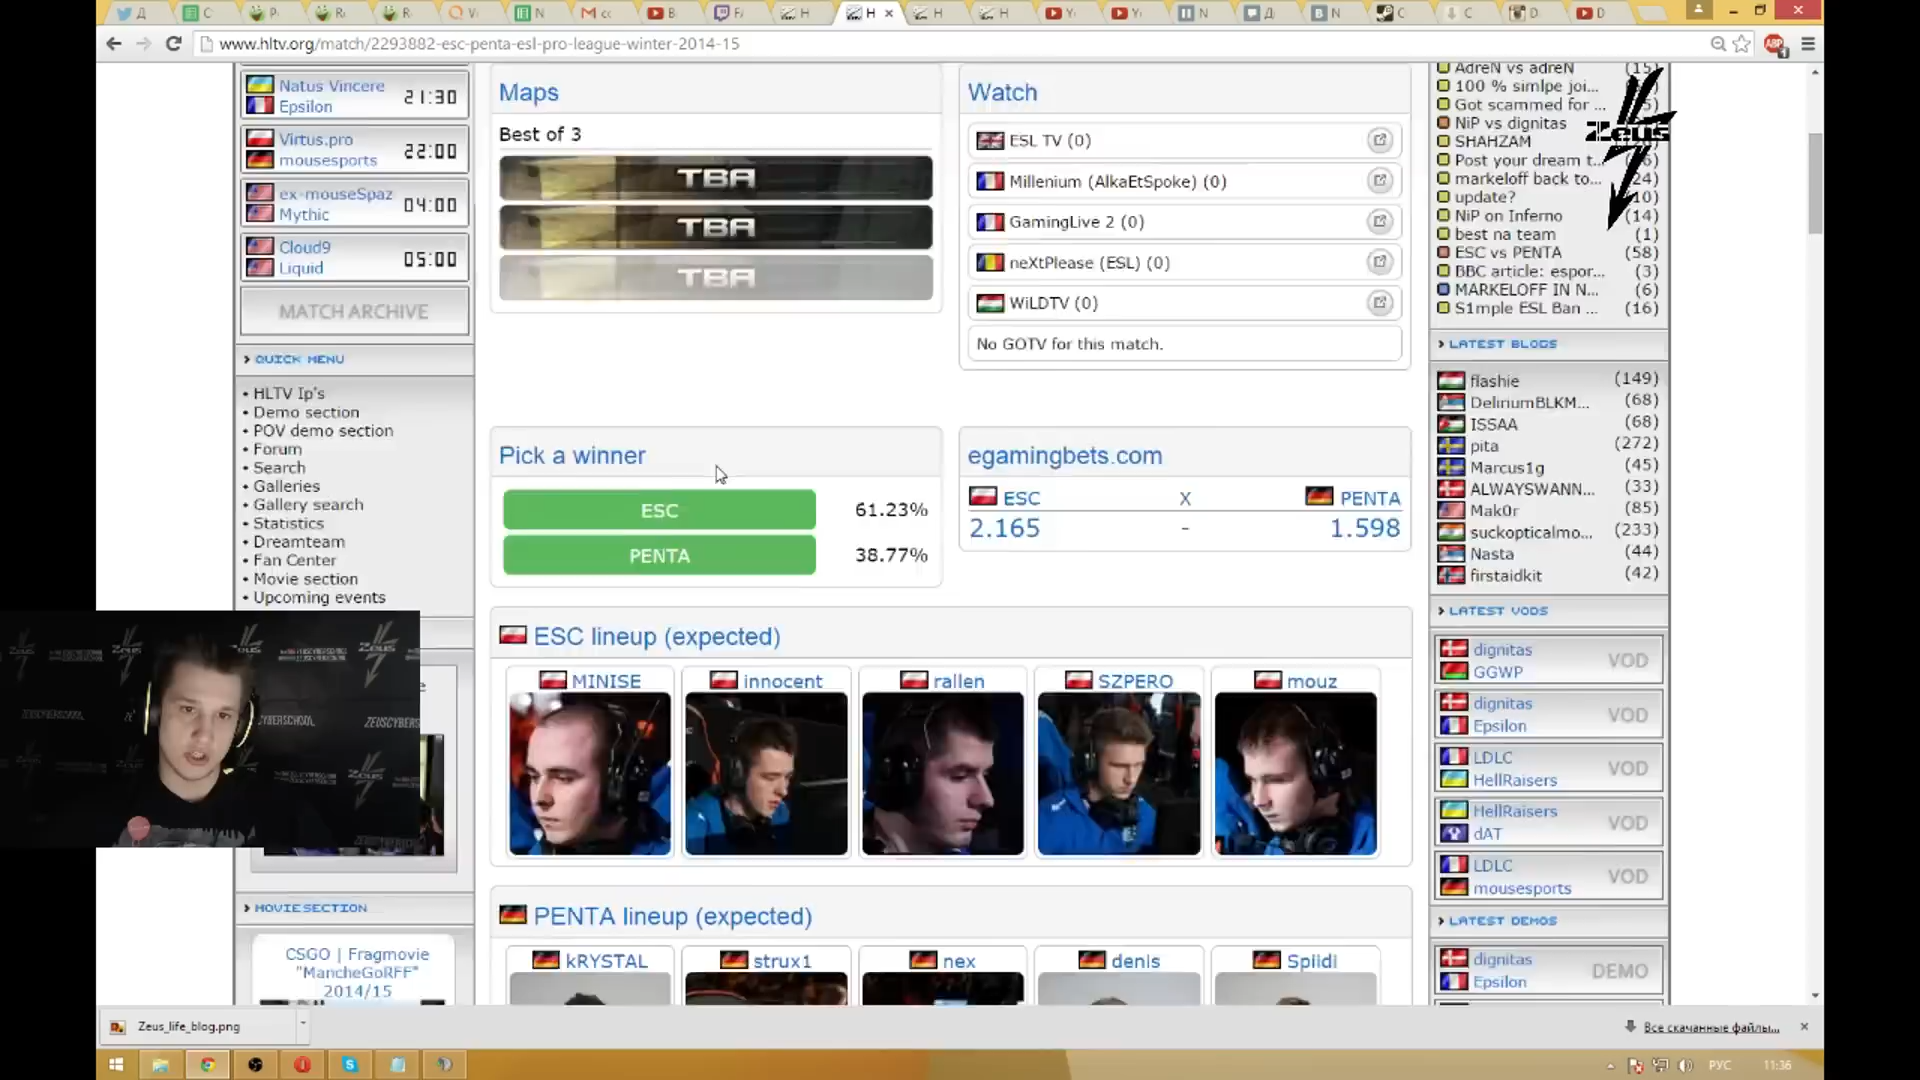 www.hltv.org/match/2293882-esc-penta-esl-pro-league-winter-2014-15
Natus Vincere
Epsilon
21:30
Virtus.pro
mousesports
22:00
ex-mouseSpaz
Mythic
04:00
Cloud9
Liquid
05:00
MATCH ARCHIVE
QUICK MENU
HLTV Ip's
Demo section
POV demo section
Forum
Search
Galleries
Gallery search
Statistics
Dreamteam
Fan Center
Movie section
Upcoming events
MOVIE SECTION
CSGO | Fragmovie
"MancheGoRFF"
2014/15
Maps
Best of 3
TBA
TBA
TBA
Watch
ESL TV (0)
Millenium (AlkaEtSpoke) (0)
GamingLive 2 (0)
neXtPlease (ESL) (0)
WiLDTV (0)
No GOTV for this match.
Pick a winner
ESC 61.23%
PENTA 38.77%
egamingbets.com
ESC X PENTA
2.165 - 1.598
ESC lineup (expected)
MINISE
innocent
rallen
SZPERO
mouz
PENTA lineup (expected)
kRYSTAL
strux1
nex
denis
Spiidi
AdreN vs adreN (15)
100 % simlpe joi...
Got scammed for ...
NiP vs dignitas
SHAHZAM
Post your dream t...
markeloff back to... (24)
update?
NiP on Inferno (14)
best na team (1)
ESC vs PENTA (58)
BBC article: espor... (3)
MARKELOFF IN N... (6)
S1mple ESL Ban ... (16)
Zeus
LATEST BLOGS
flashie (149)
DeliriumBLKM... (68)
ISSAA (68)
pita (272)
Marcus1g (45)
ALWAYSWANN... (33)
Mak0r (85)
suckopticalmo... (233)
Nasta (44)
firstaidkit (42)
LATEST VODS
dignitas
GGWP
VOD
dignitas
Epsilon
VOD
LDLC
HellRaisers
VOD
HellRaisers
dAT
VOD
LDLC
mousesports
VOD
LATEST DEMOS
dignitas
Epsilon
DEMO
Zeus_life_blog.png
Все скачанные файлы...
РУС
11:36